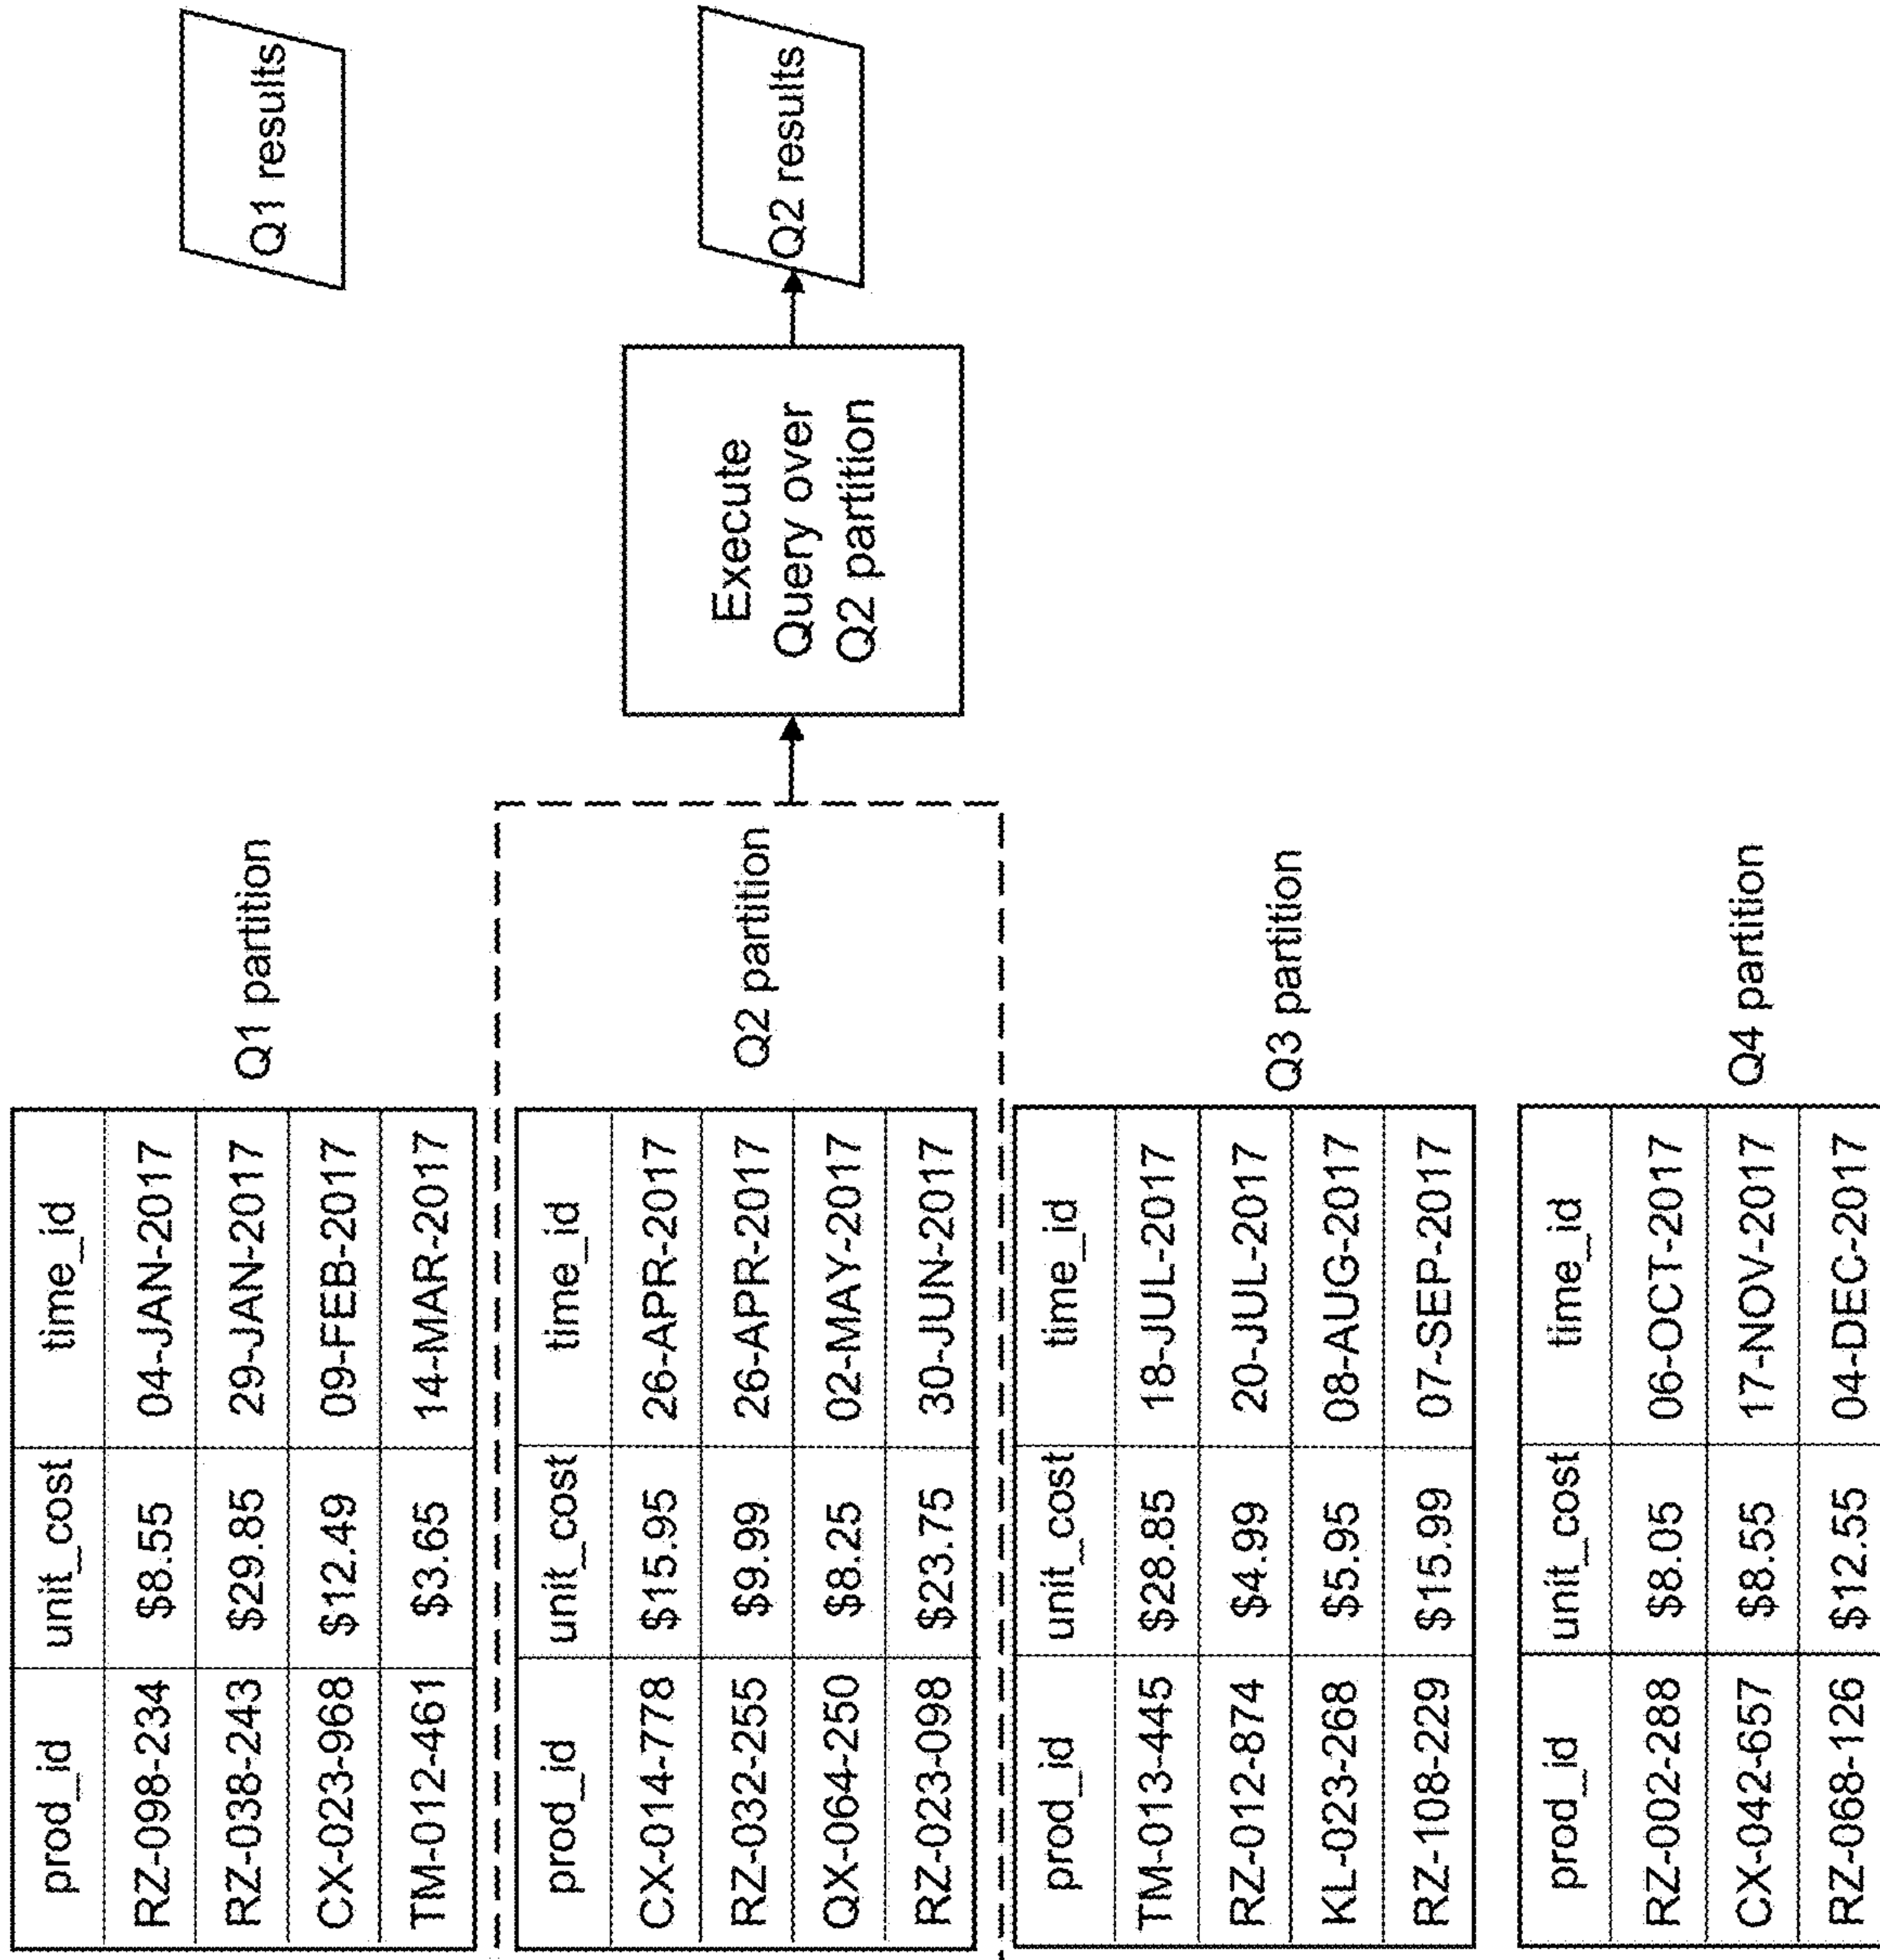 prod_id unit_cost time_id
RZ-098-234 $8.55 04-JAN-2017
RZ-038-243 $29.85 29-JAN-2017
CX-023-968 $12.49 09-FEB-2017
TM-012-461 $3.65 14-MAR-2017
Q1 partition
Q1 results
prod_id unit_cost time_id
CX-014-778 $15.95 26-APR-2017
RZ-032-255 $9.99 26-APR-2017
QX-064-250 $8.25 02-MAY-2017
RZ-023-098 $23.75 30-JUN-2017
Q2 partition
Execute
Query over
Q2 partition
Q2 results
prod_id unit_cost time_id
TM-013-445 $28.85 18-JUL-2017
RZ-012-874 $4.99 20-JUL-2017
KL-023-268 $5.95 08-AUG-2017
RZ-108-229 $15.99 07-SEP-2017
Q3 partition
prod_id unit_cost time_id
RZ-002-288 $8.05 06-OCT-2017
CX-042-657 $8.55 17-NOV-2017
RZ-068-126 $12.55 04-DEC-2017
Q4 partition